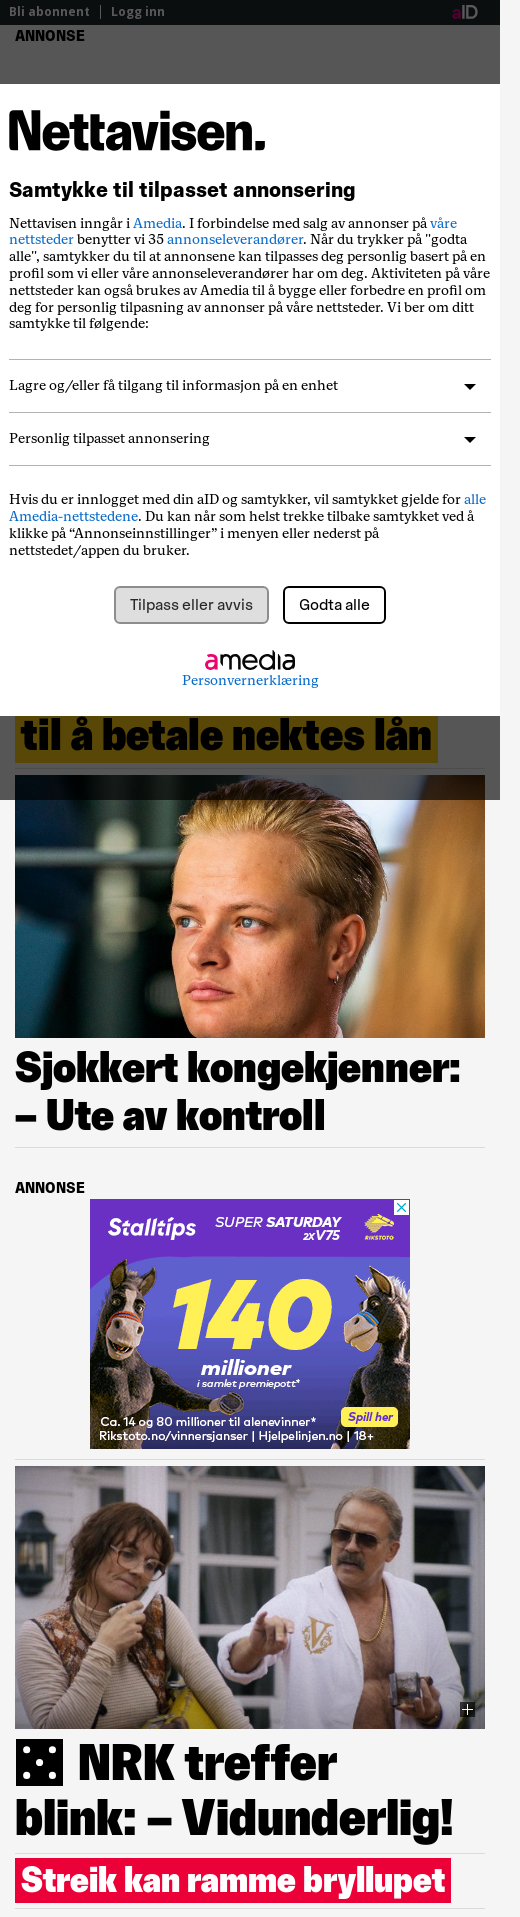 Bli abonnent | Logg inn
aID
ANNONSE
Nettavisen.
Samtykke til tilpasset annonsering
Nettavisen inngår i Amedia. I forbindelse med salg av annonser på våre
nettsteder benytter vi 35 annonseleverandører. Når du trykker på "godta
alle", samtykker du til at annonsene kan tilpasses deg personlig basert på en
profil som vi eller våre annonseleverandører har om deg. Aktiviteten på våre
nettsteder kan også brukes av Amedia til å bygge eller forbedre en profil om
deg for personlig tilpasning av annonser på våre nettsteder. Vi ber om ditt
samtykke til følgende:
Lagre og/eller få tilgang til informasjon på en enhet
Personlig tilpasset annonsering
Hvis du er innlogget med din aID og samtykker, vil samtykket gjelde for alle
Amedia-nettstedene. Du kan når som helst trekke tilbake samtykket ved å
klikke på “Annonseinnstillinger” i menyen eller nederst på
nettstedet/appen du bruker.
Tilpass eller avvis
Godta alle
amedia
Personvernerklæring
til å betale nektes lån
Sjokkert kongekjenner:
– Ute av kontroll
ANNONSE
Stalltips
SUPER SATURDAY
2XV75
RIKSTOTO
140
millioner
i samlet premiepott*
Spill her
Ca. 14 og 80 millioner til alenevinner*
Rikstoto.no/vinnersjanser | Hjelpelinjen.no | 18+
V
NRK treffer
blink: – Vidunderlig!
Streik kan ramme bryllupet